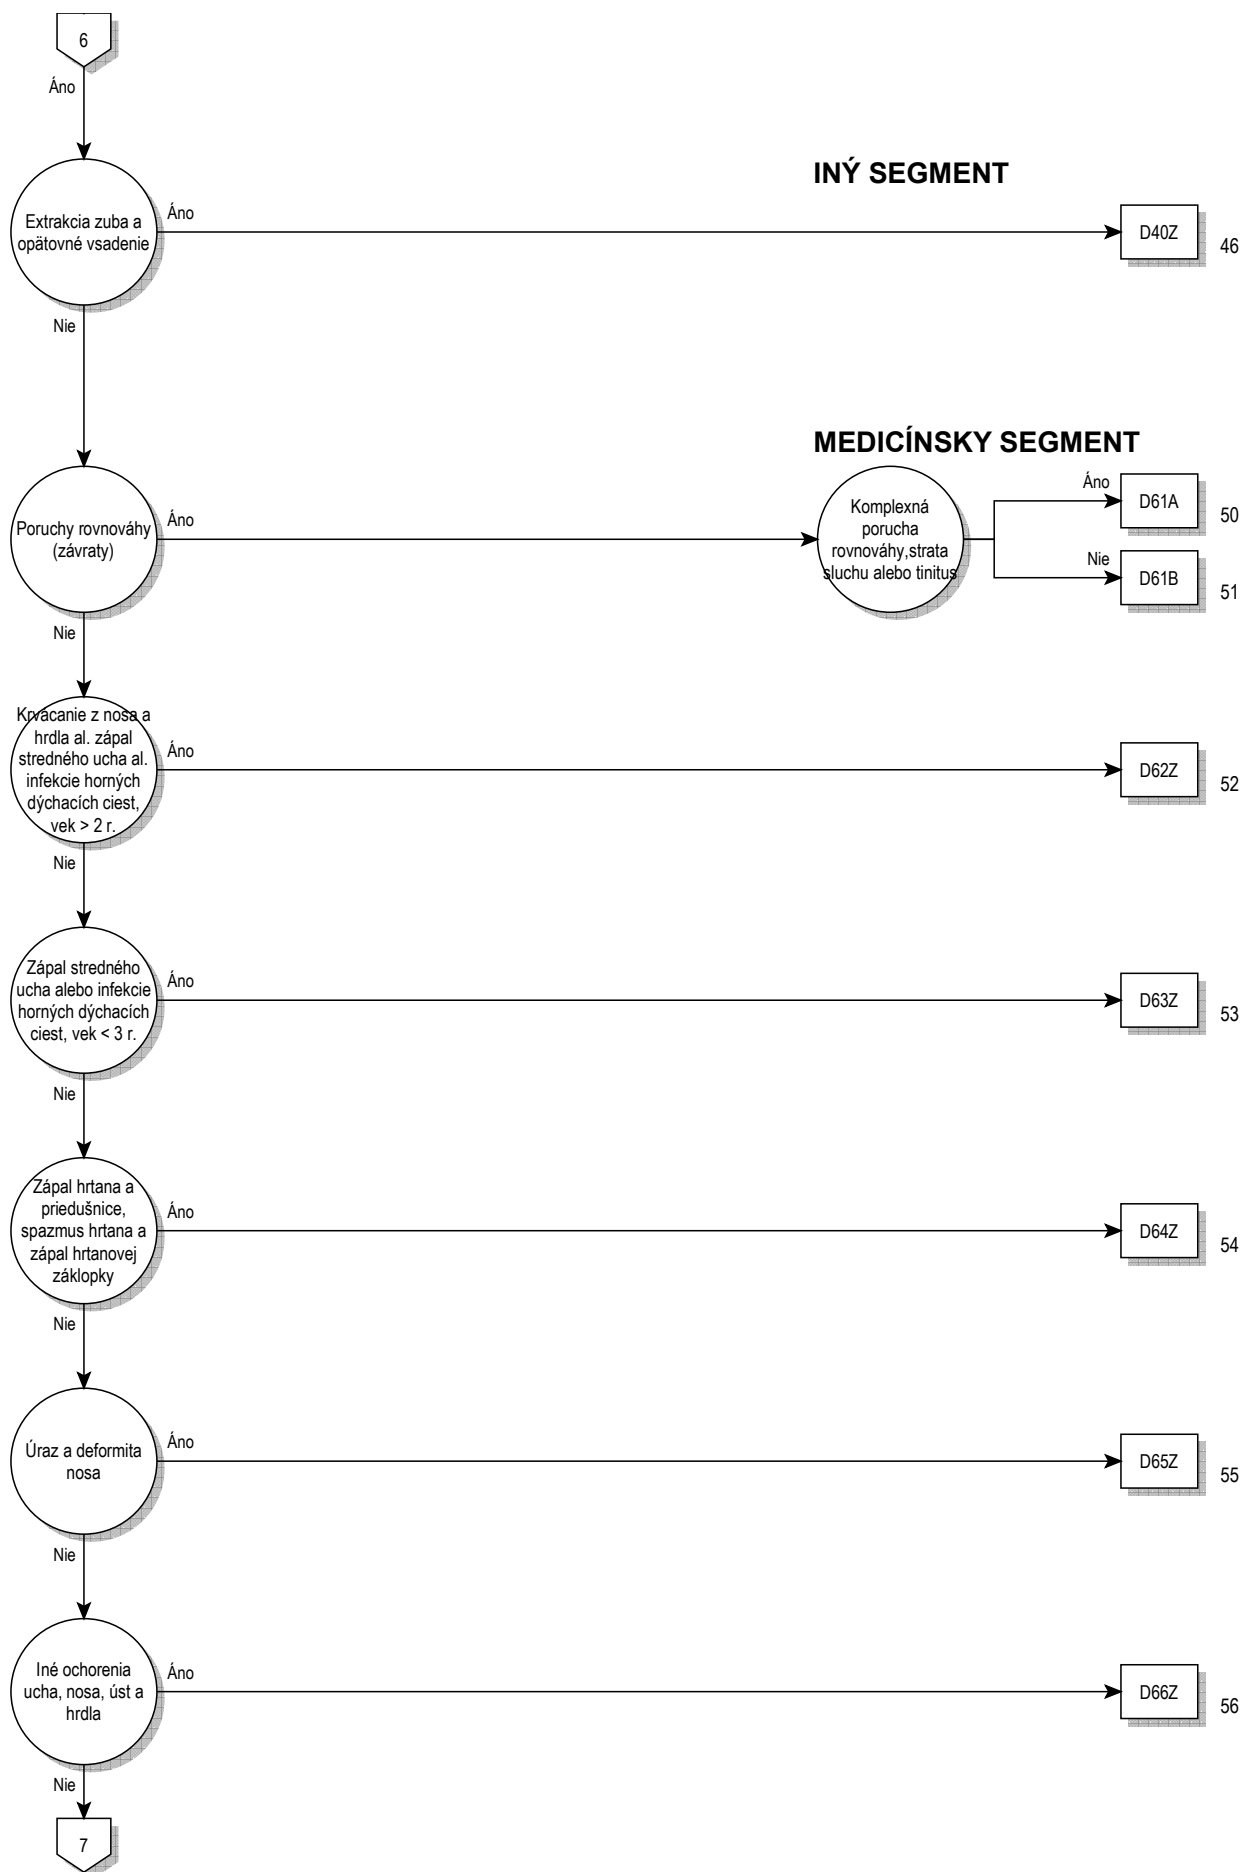 6
Áno
INÝ SEGMENT
Extrakcia zuba a
opätovné vsadenie
Áno
D40Z
46
Nie
MEDICÍNSKY SEGMENT
Poruchy rovnováhy
(závraty)
Áno
Komplexná
porucha
rovnováhy,strata
sluchu alebo tinitus
Áno
D61A
50
Nie
D61B
51
Nie
Krvácanie z nosa a
hrdla al. zápal
stredného ucha al.
infekcie horných
dýchacích ciest,
vek > 2 r.
Áno
D62Z
52
Nie
Zápal stredného
ucha alebo infekcie
horných dýchacích
ciest, vek < 3 r.
Áno
D63Z
53
Nie
Zápal hrtana a
priedušnice,
spazmus hrtana a
zápal hrtanovej
záklopky
Áno
D64Z
54
Nie
Úraz a deformita
nosa
Áno
D65Z
55
Nie
Iné ochorenia
ucha, nosa, úst a
hrdla
Áno
D66Z
56
Nie
7